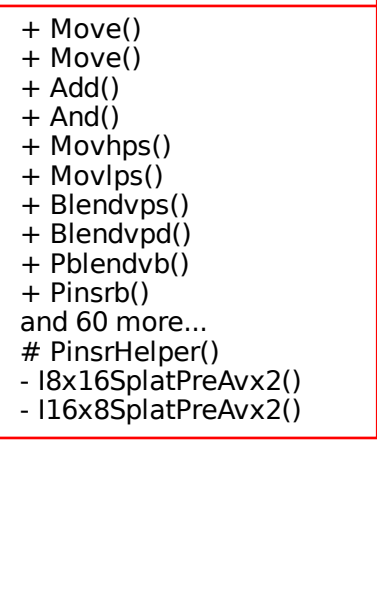 + Move()
+ Move()
+ Add()
+ And()
+ Movhps()
+ Movlps()
+ Blendvps()
+ Blendvpd()
+ Pblendvb()
+ Pinsrb()
and 60 more...
# PinsrHelper()
- I8x16SplatPreAvx2()
- I16x8SplatPreAvx2()